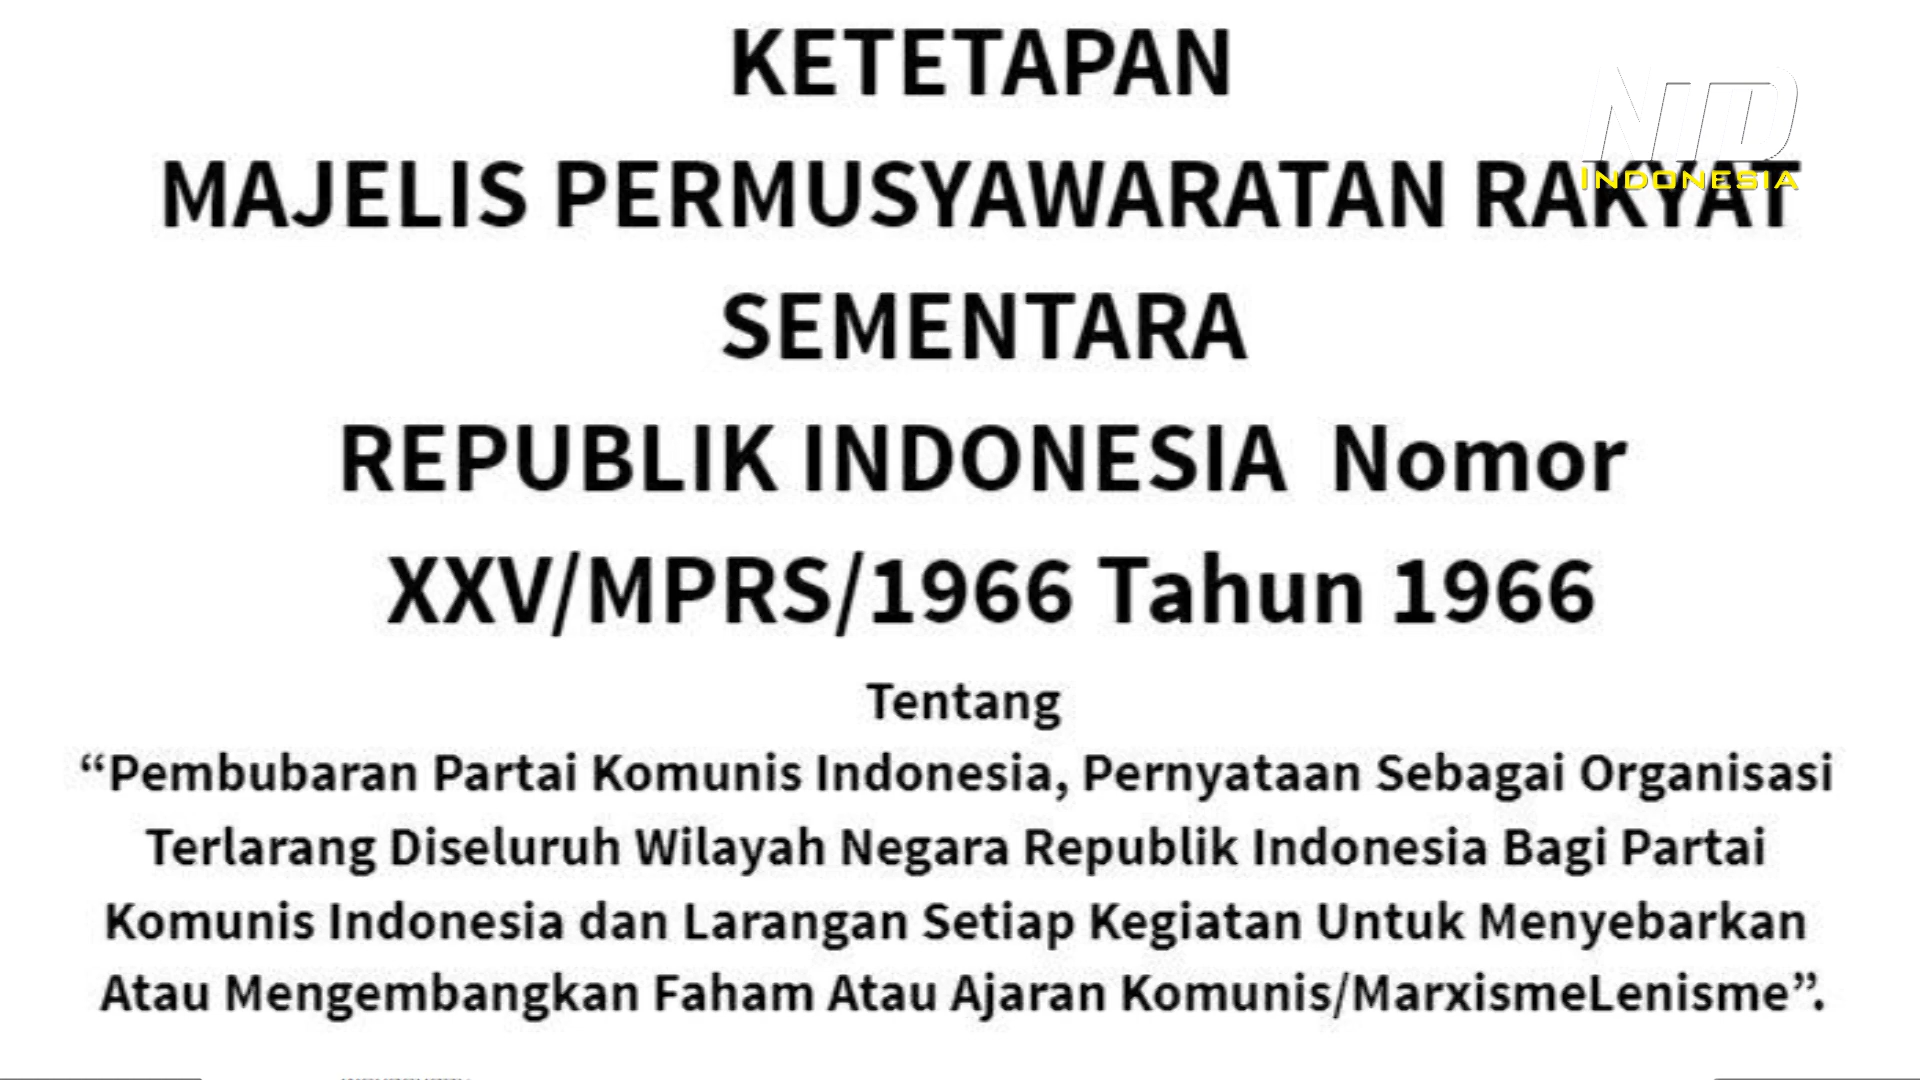 KETETAPAN
MAJELIS PERMUSYAWARATAN RAKYAT
SEMENTARA
REPUBLIK INDONESIA Nomor
XXV/MPRS/1966 Tahun 1966
Tentang
“Pembubaran Partai Komunis Indonesia, Pernyataan Sebagai Organisasi
Terlarang Diseluruh Wilayah Negara Republik Indonesia Bagi Partai
Komunis Indonesia dan Larangan Setiap Kegiatan Untuk Menyebarkan
Atau Mengembangkan Faham Atau Ajaran Komunis/MarxismeLenisme”.
NTD
INDONESIA